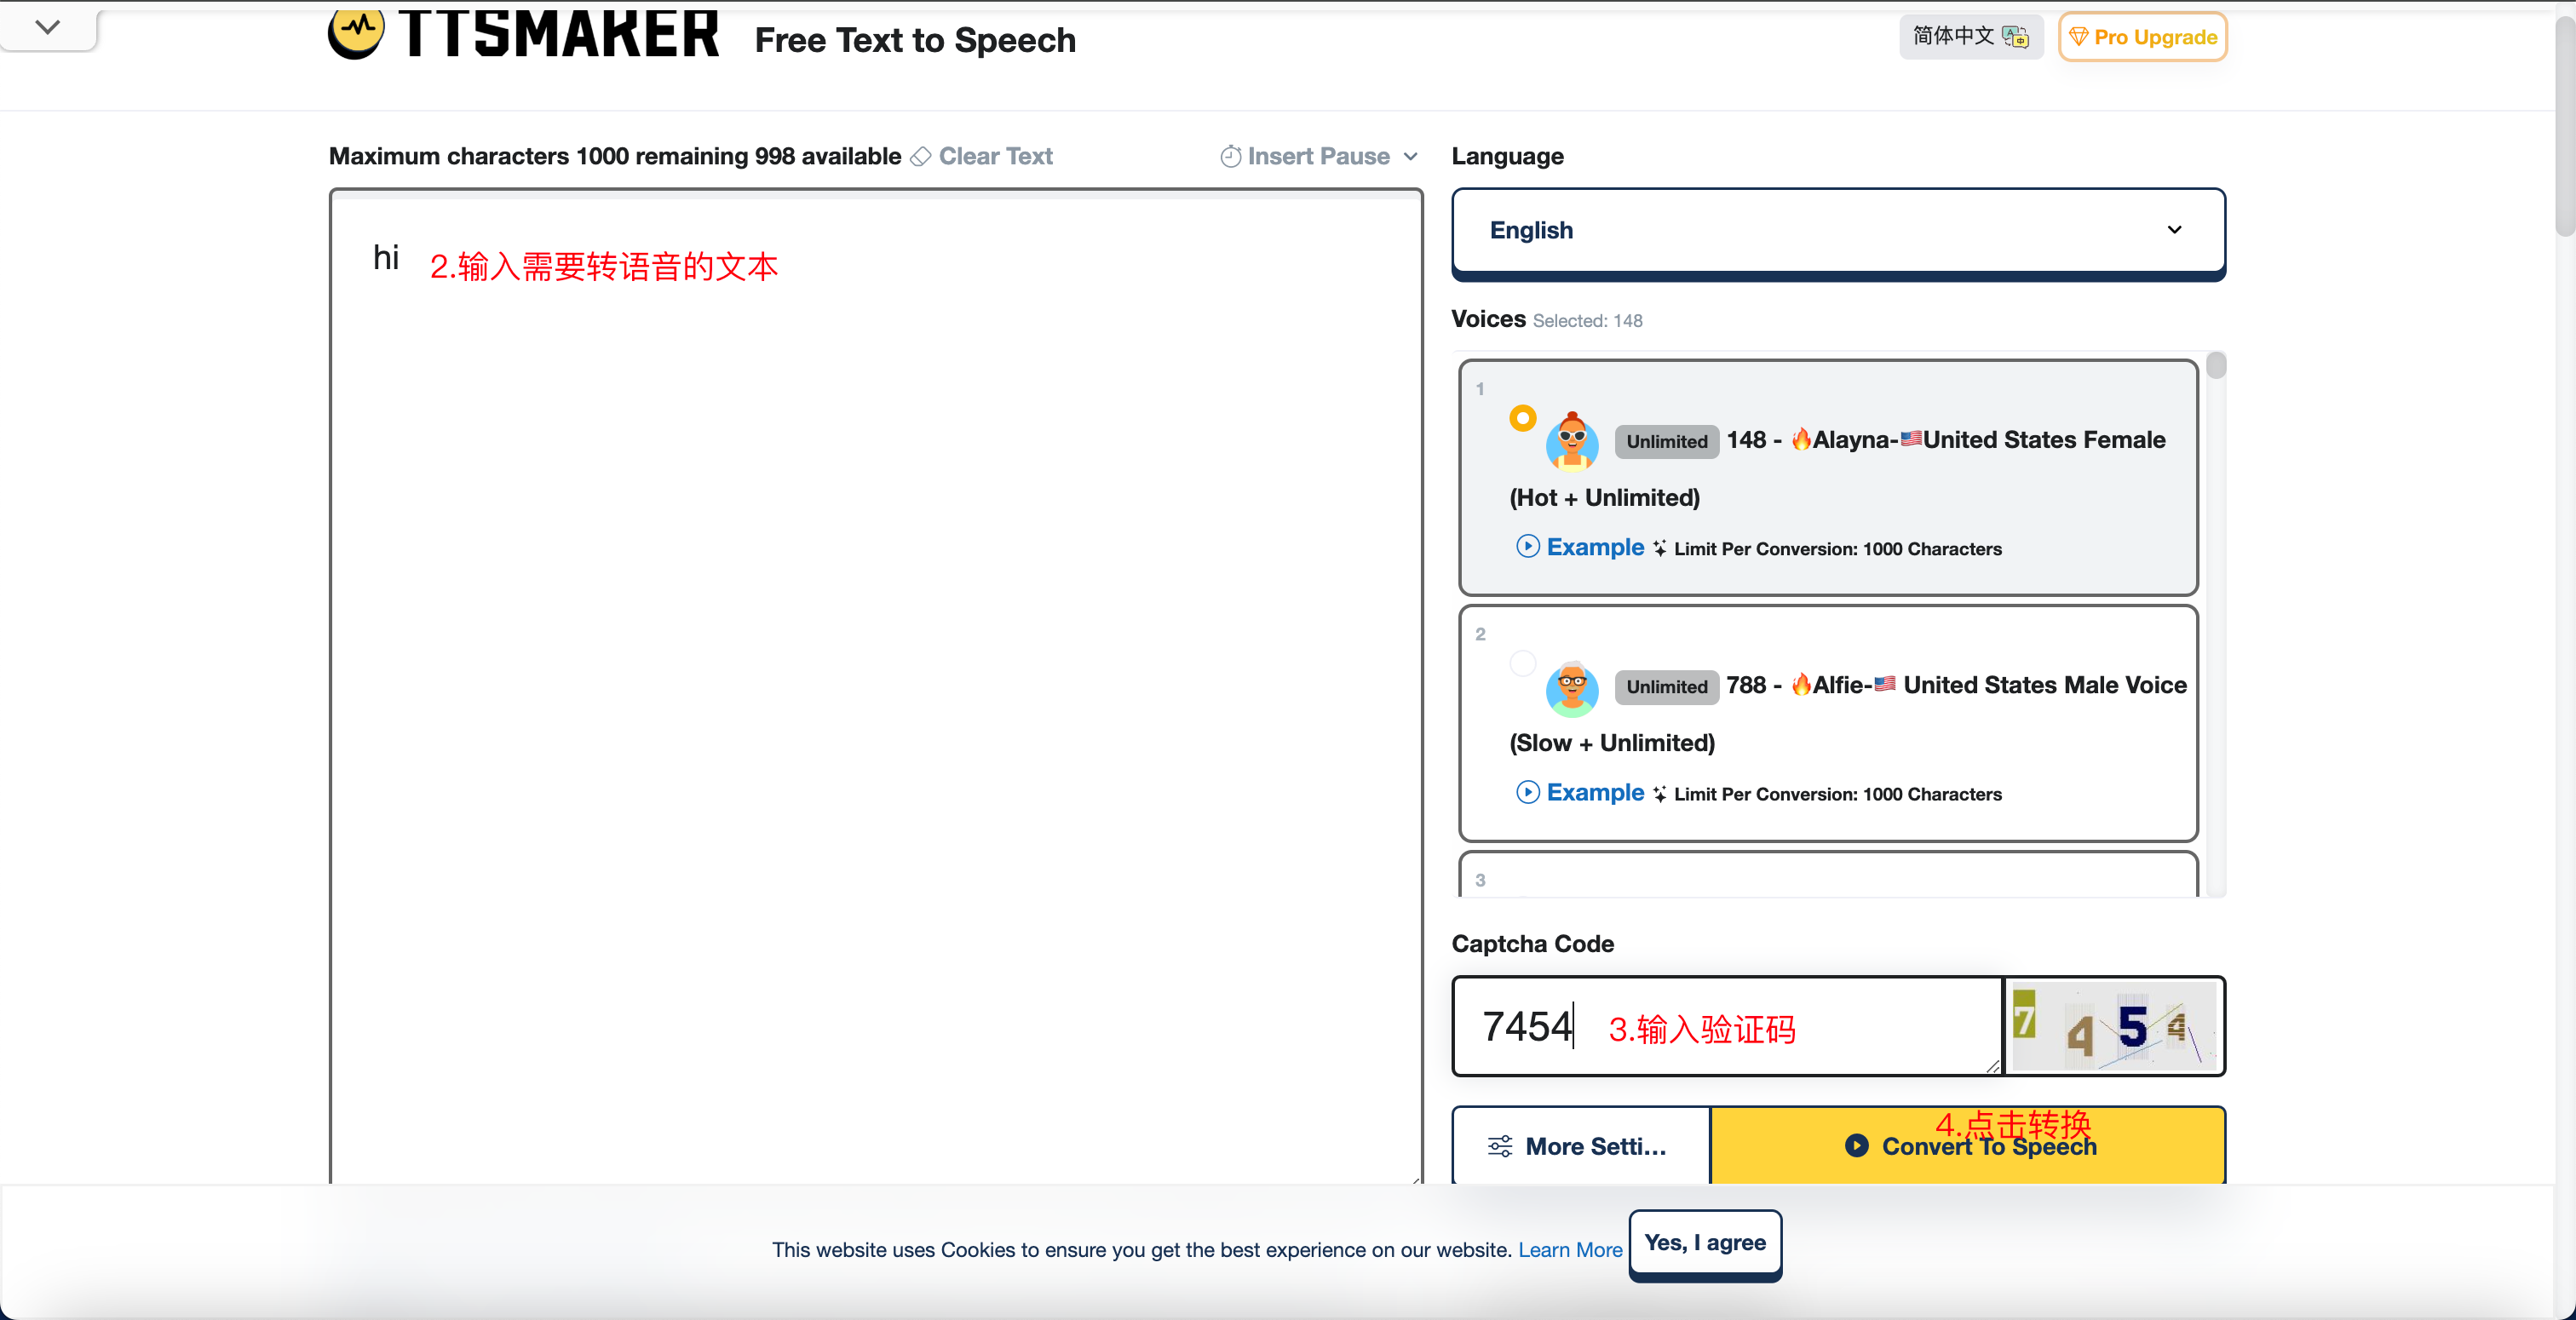 TTSMAKER Free Text to Speech
简体中文
Pro Upgrade
Maximum characters 1000 remaining 998 available Clear Text
Insert Pause
hi 2.输入需要转语音的文本
Language
English
Voices Selected: 148
1
Unlimited 148 - 🔥Alayna-🇺🇸United States Female
(Hot + Unlimited)
Example Limit Per Conversion: 1000 Characters
2
Unlimited 788 - 🔥Alfie-🇺🇸 United States Male Voice
(Slow + Unlimited)
Example Limit Per Conversion: 1000 Characters
3
Captcha Code
7454 3.输入验证码
7 4 5 4
4.点击转换
More Setti... Convert To Speech
This website uses Cookies to ensure you get the best experience on our website. Learn More Yes, I agree